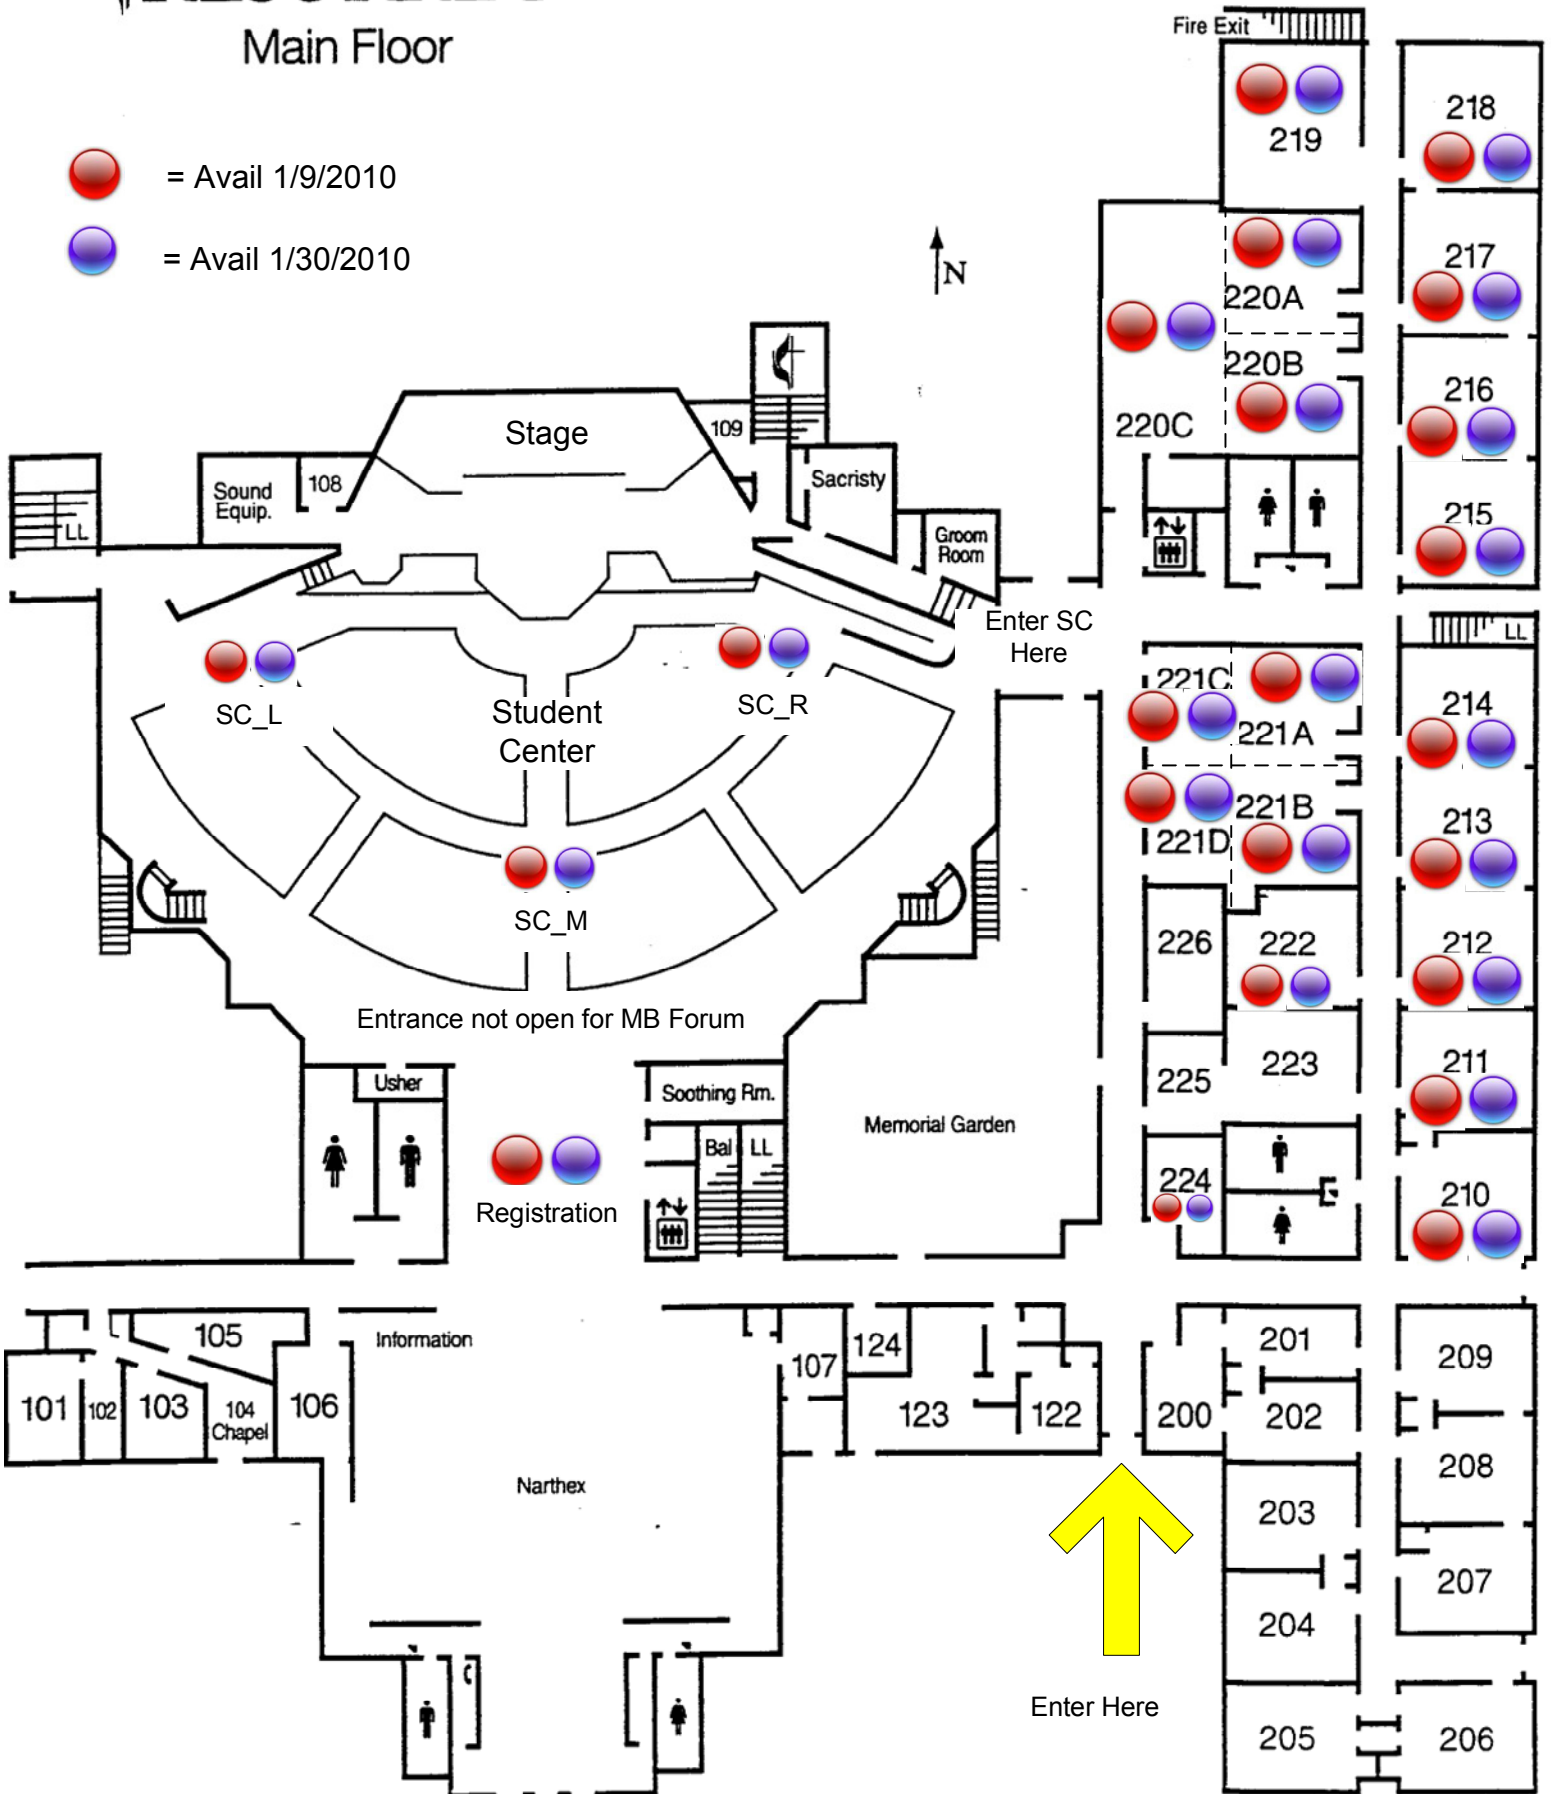 Main Floor
Fire Exit
= Avail 1/9/2010
= Avail 1/30/2010
N
219
218
220A
217
220B
220C
216
215
Stage
109
108
Sound
Equip.
Sacristy
Groom
Room
LL
Enter SC
Here
LL
SC_L
Student
Center
SC_R
SC_M
221C
221A
221B
221D
214
213
226
222
212
Entrance not open for MB Forum
Usher
Soothing Rm.
Bal
LL
Memorial Garden
225
223
211
224
210
Registration
Information
105
101
102
103
104
Chapel
106
107
124
123
122
200
201
202
209
208
Narthex
203
207
204
Enter Here
205
206